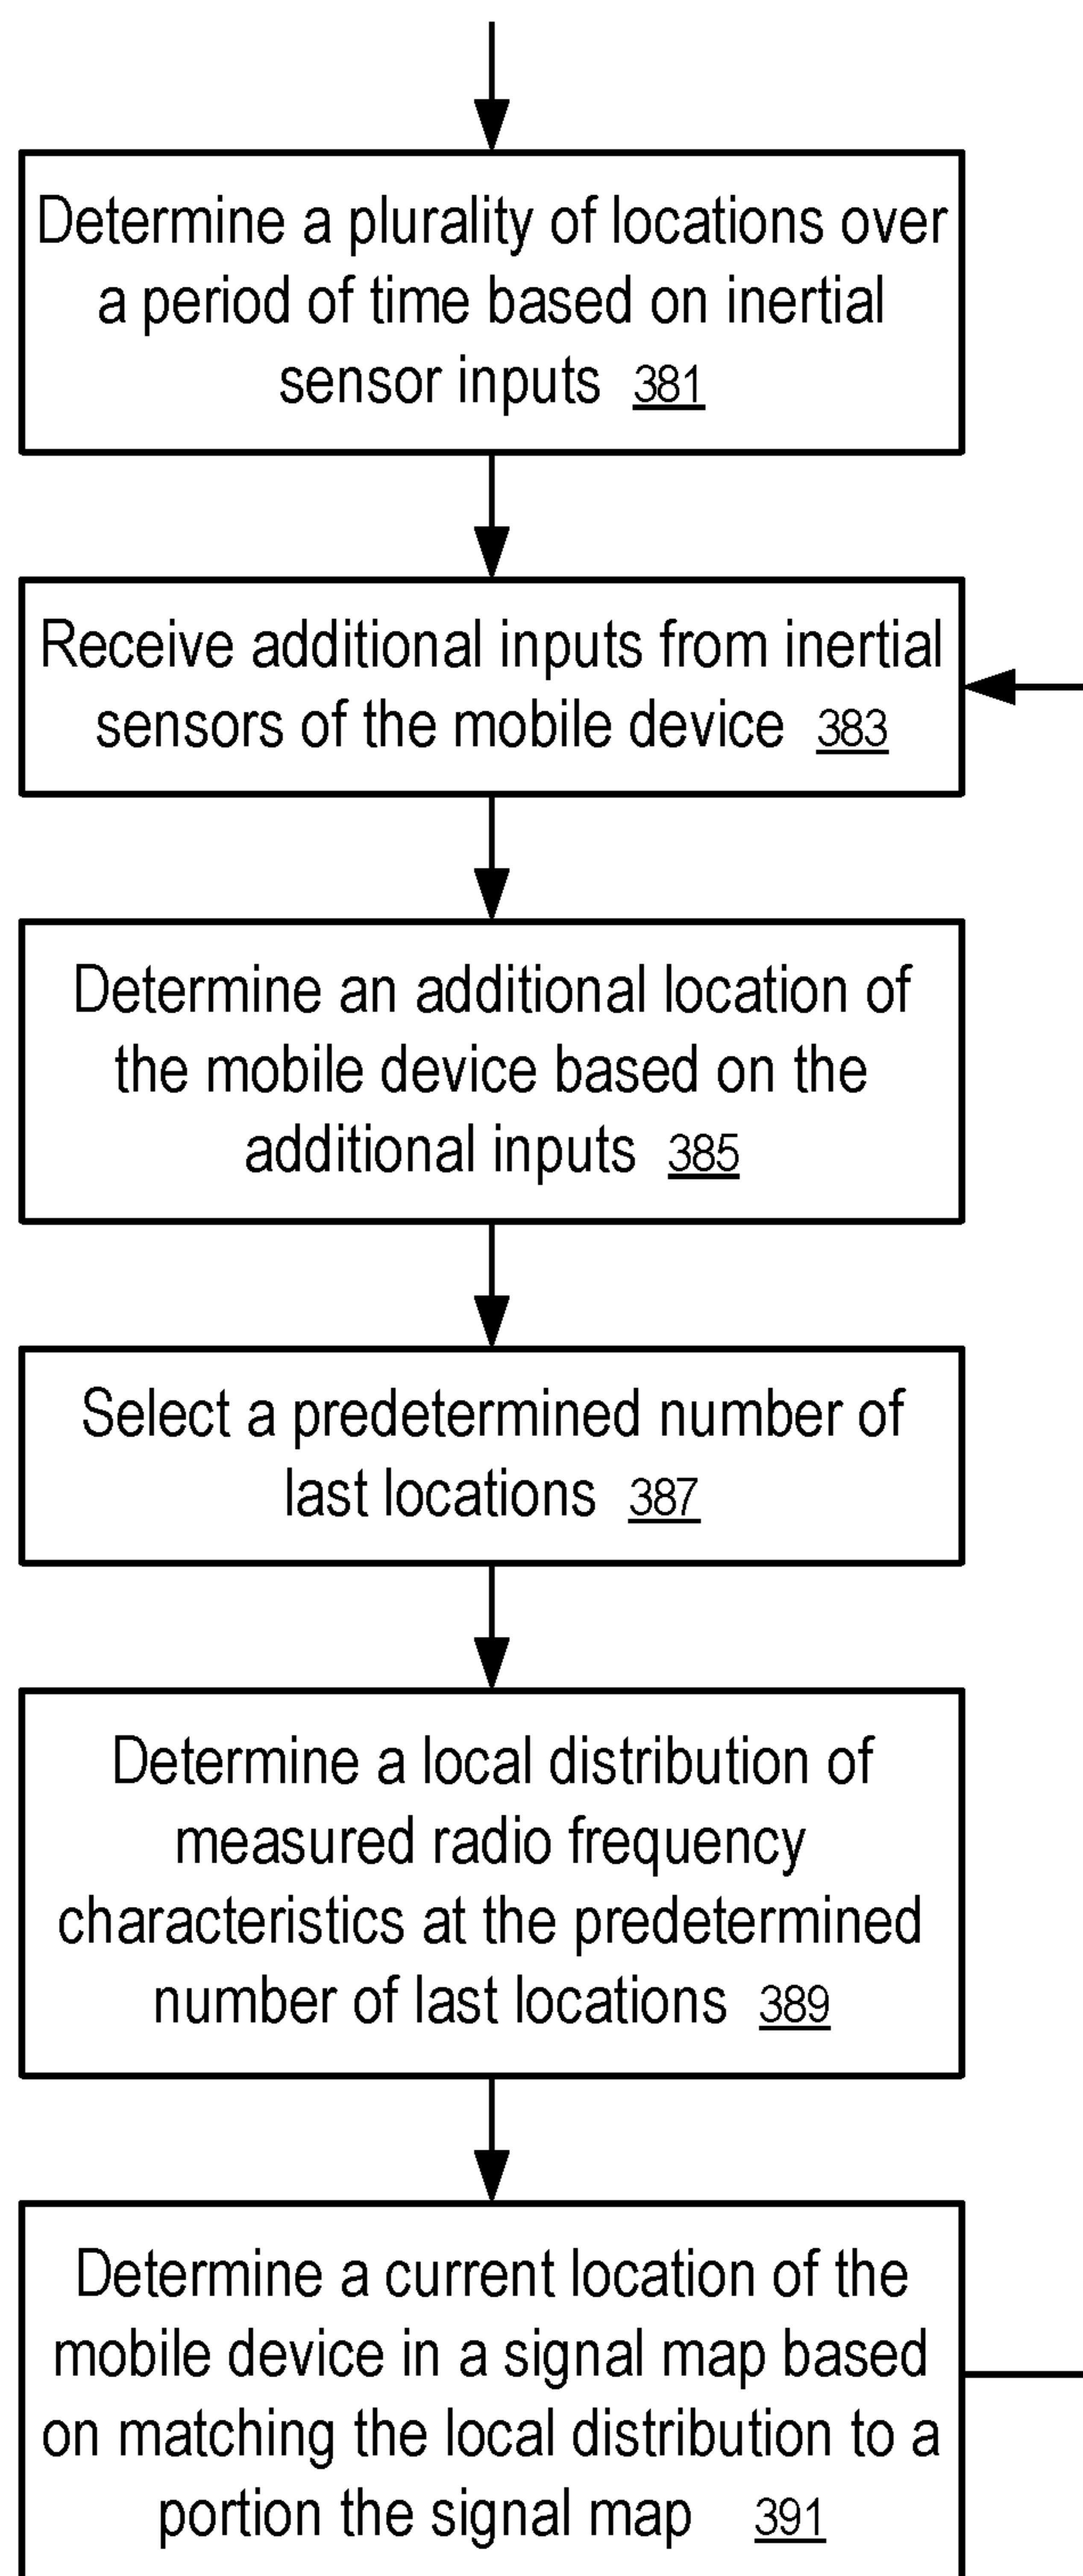 Determine a plurality of locations over
a period of time based on inertial
sensor inputs 381
Receive additional inputs from inertial
sensors of the mobile device 383
Determine an additional location of
the mobile device based on the
additional inputs 385
Select a predetermined number of
last locations 387
Determine a local distribution of
measured radio frequency
characteristics at the predetermined
number of last locations 389
Determine a current location of the
mobile device in a signal map based
on matching the local distribution to a
portion the signal map 391